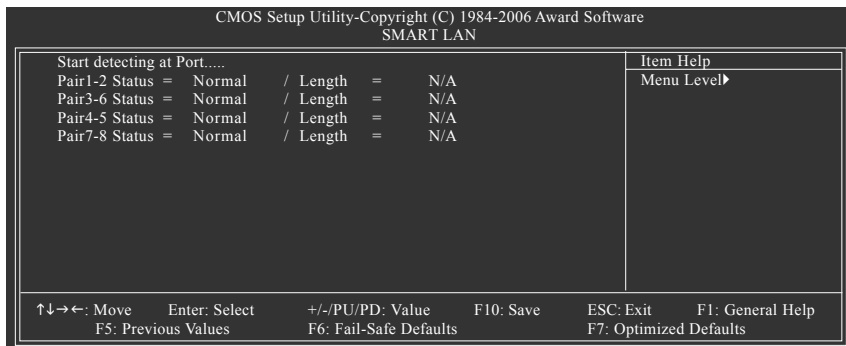 CMOS Setup Utility-Copyright (C) 1984-2006 Award Software
SMART LAN
Start detecting at Port.....
Pair1-2 Status = Normal / Length = N/A
Pair3-6 Status = Normal / Length = N/A
Pair4-5 Status = Normal / Length = N/A
Pair7-8 Status = Normal / Length = N/A
Item Help
Menu Level▶
↑↓→←: Move Enter: Select +/-/PU/PD: Value F10: Save ESC: Exit F1: General Help
F5: Previous Values F6: Fail-Safe Defaults F7: Optimized Defaults